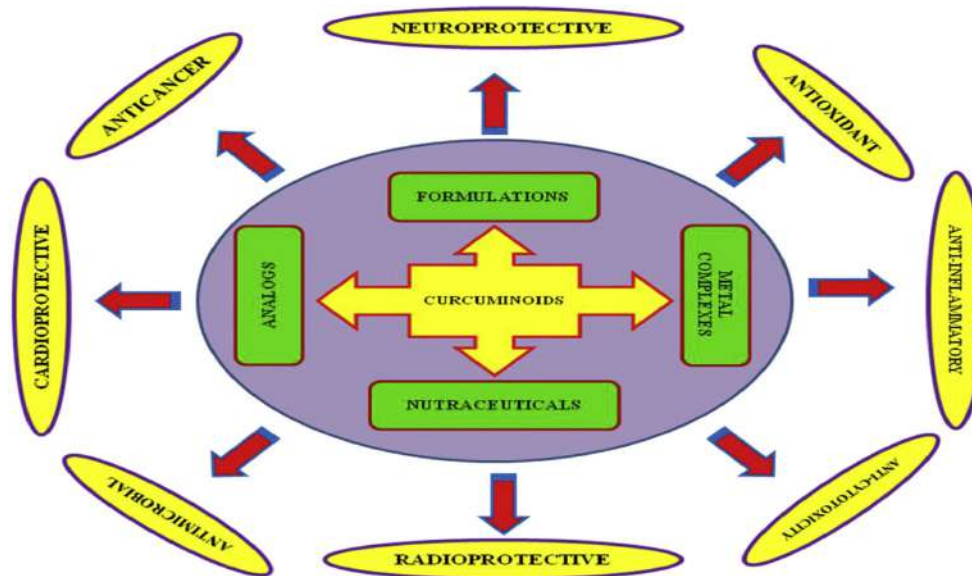 NEUROPROTECTIVE
ANTICANCER
ANTIOXIDANT
FORMULATIONS
CARDIOPROTECTIVE
ANALOGS
CURCUMINOIDS
METAL
COMPLEXES
ANTI-INFLAMMATORY
NUTRACEUTICALS
ANTIMICROBIAL
ANTI-CYTOTOXICITY
RADIOPROTECTIVE